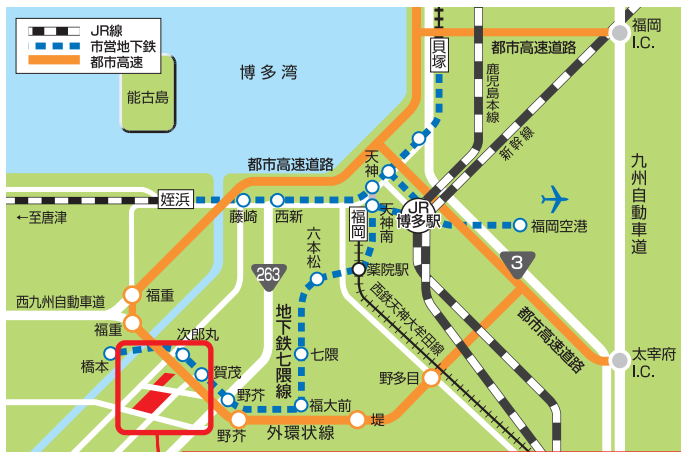 JR線
市営地下鉄
都市高速
博多湾
能古島
貝塚
都市高速道路
福岡
I.C.
鹿児島本線
新幹線
九州自動車道
都市高速道路
天神
姪浜
←至唐津
藤崎
西新
福岡
天神南
JR
博多駅
福岡空港
六本松
263
薬院駅
3
西九州自動車道
福重
福重
地下鉄七隈線
西鉄天神大牟田線
都市高速道路
次郎丸
橋本
賀茂
七隈
野多目
太宰府
I.C.
野芥
福大前
野芥
外環状線
堤